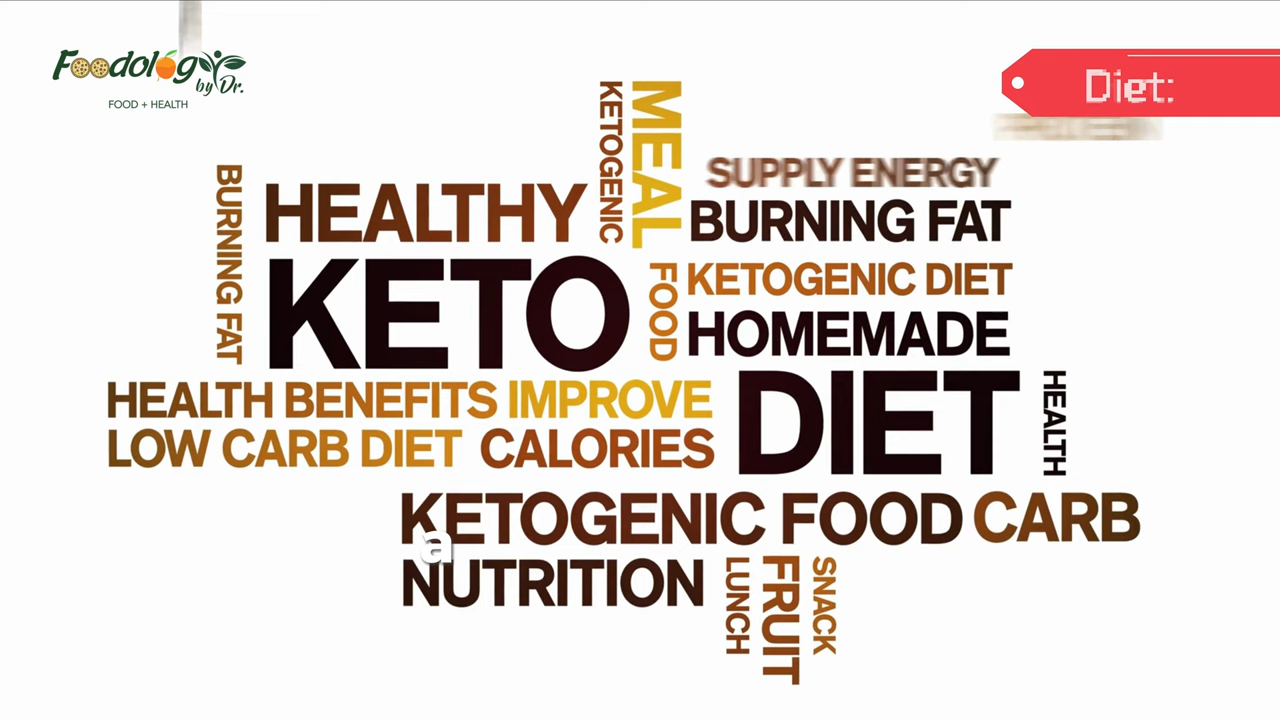 Foodology
by Dr.
FOOD + HEALTH
Diet:
KETOGENIC
MEAL
SUPPLY ENERGY
BURNING FAT
HEALTHY
BURNING FAT
KETO
FOOD
KETOGENIC DIET
HOMEMADE
HEALTH BENEFITS IMPROVE
DIET
HEALTH
LOW CARB DIET CALORIES
KETOGENIC FOOD CARB
a
NUTRITION
LUNCH
FRUIT
SNACK